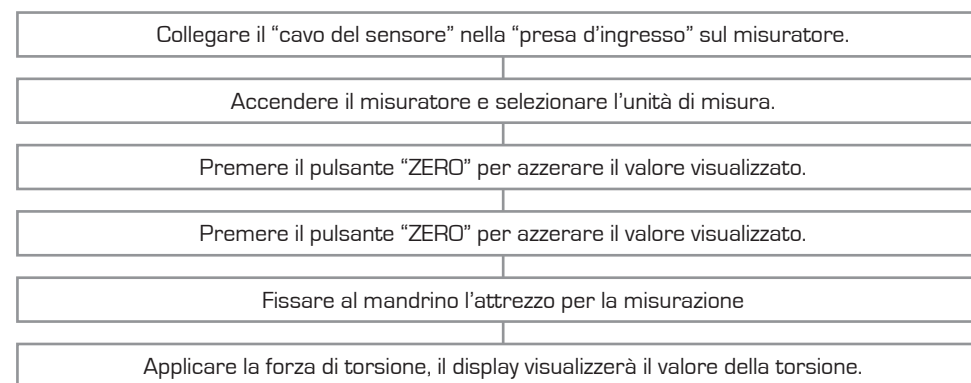 Collegare il “cavo del sensore” nella “presa d’ingresso” sul misuratore.
Accendere il misuratore e selezionare l’unità di misura.
Premere il pulsante “ZERO” per azzerare il valore visualizzato.
Premere il pulsante “ZERO” per azzerare il valore visualizzato.
Fissare al mandrino l’attrezzo per la misurazione
Applicare la forza di torsione, il display visualizzerà il valore della torsione.